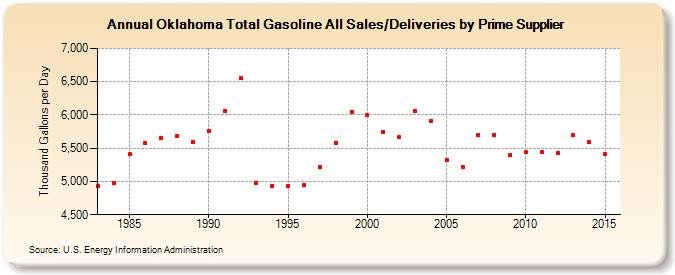 Annual Oklahoma Total Gasoline All Sales/Deliveries by Prime Supplier
Thousand Gallons per Day
7,000
6,500
6,000
5,500
5,000
4,500
1985 1990 1995 2000 2005 2010 2015
Source: U.S. Energy Information Administration